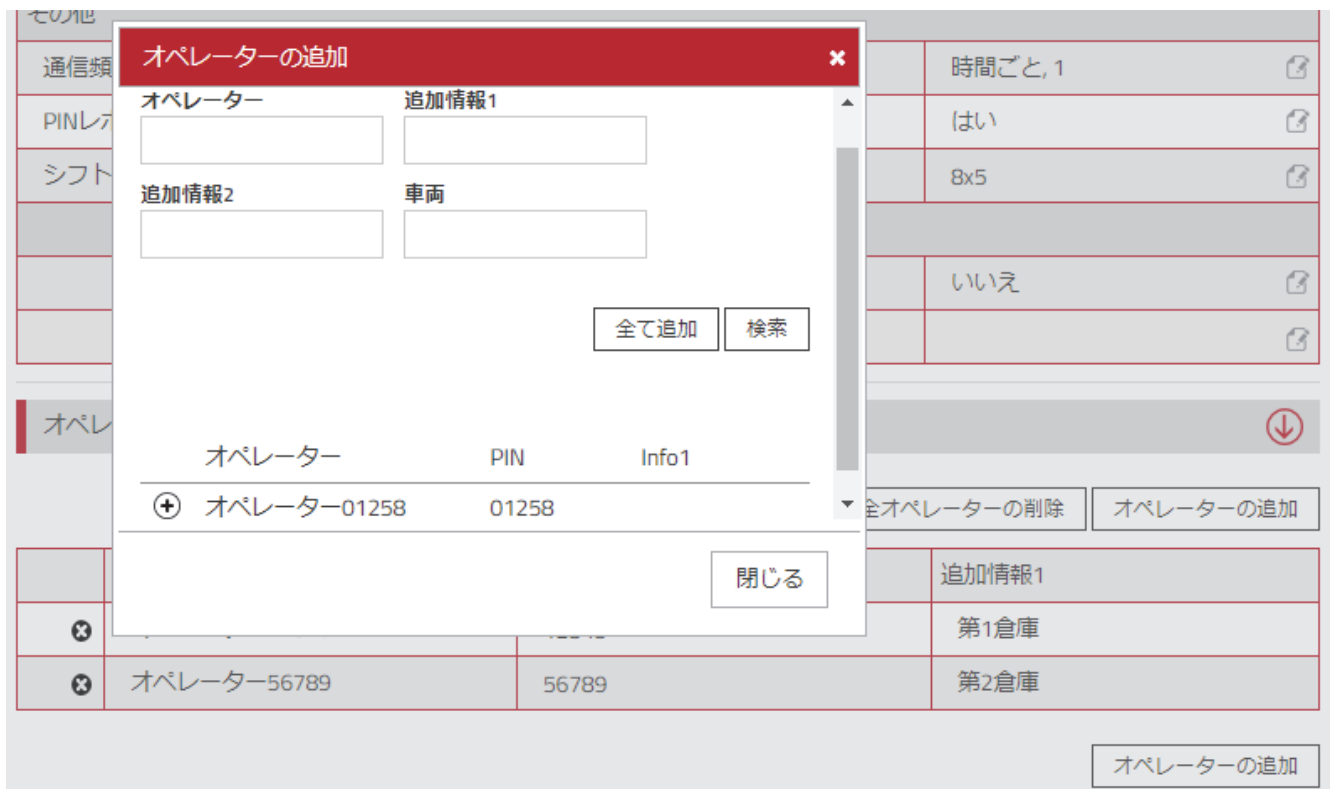 その他
オペレーターの追加
通信頻
時間ごと, 1
オペレーター 追加情報1
PINレポ
はい
シフト
8x5
追加情報2 車両
いいえ
全て追加 検索
オペレ
オペレーター PIN Info1
オペレーター01258 01258
全オペレーターの削除 オペレーターの追加
閉じる
追加情報1
第1倉庫
オペレーター56789 56789 第2倉庫
オペレーターの追加